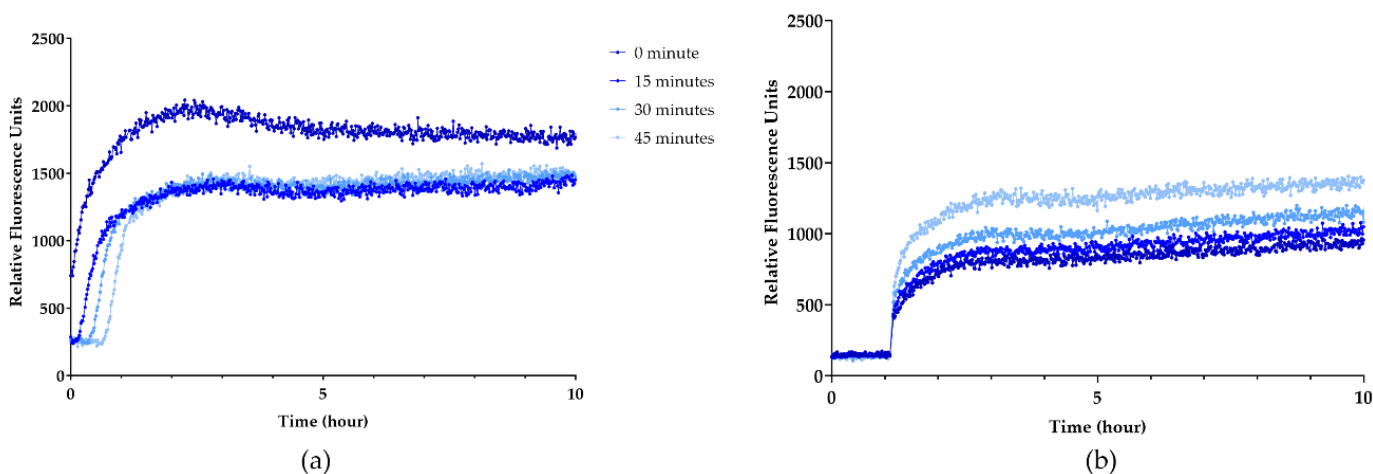 2500
2000
1500
1000
500
0
Relative Fluorescence Units
0
5
10
Time (hour)
(a)
0 minute
15 minutes
30 minutes
45 minutes
2500
2000
1500
1000
500
0
Relative Fluorescence Units
0
5
10
Time (hour)
(b)